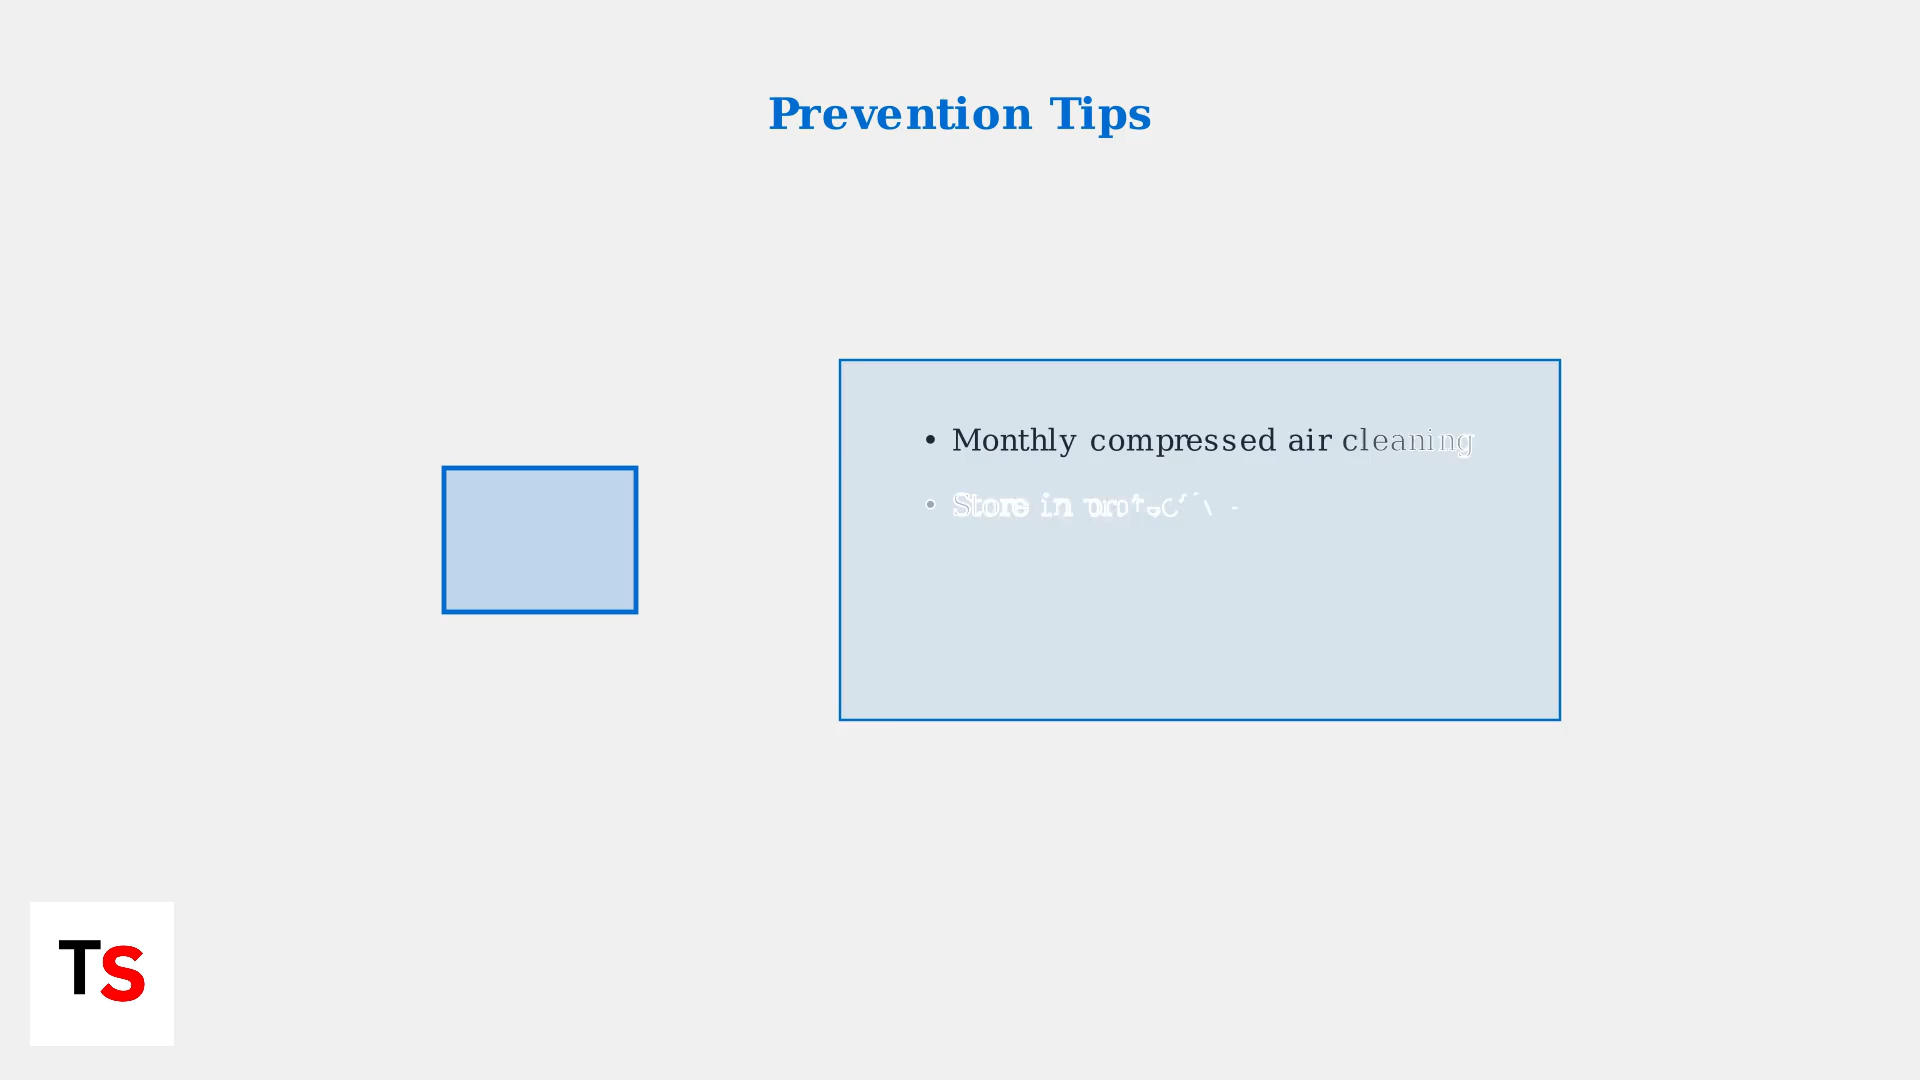 Prevention Tips
• Monthly compressed air cleaning
• Store in
TS